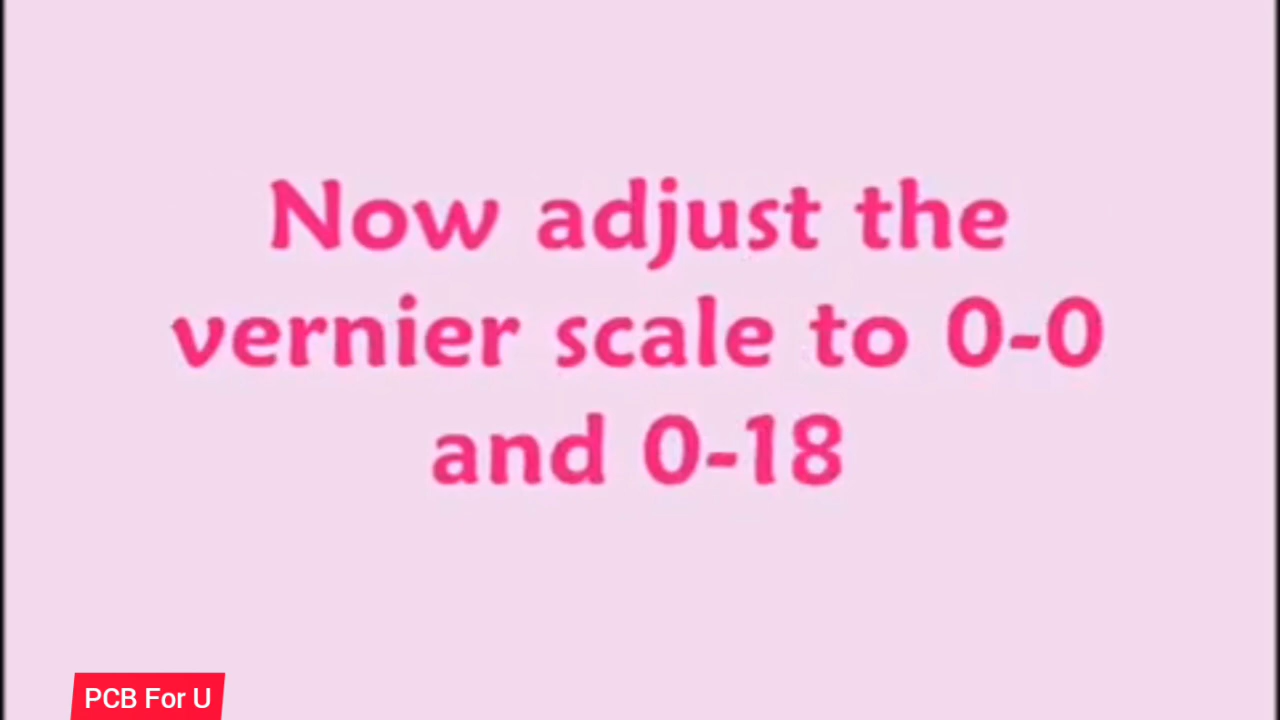 Now adjust the
vernier scale to 0-0
and 0-18
PCB For U